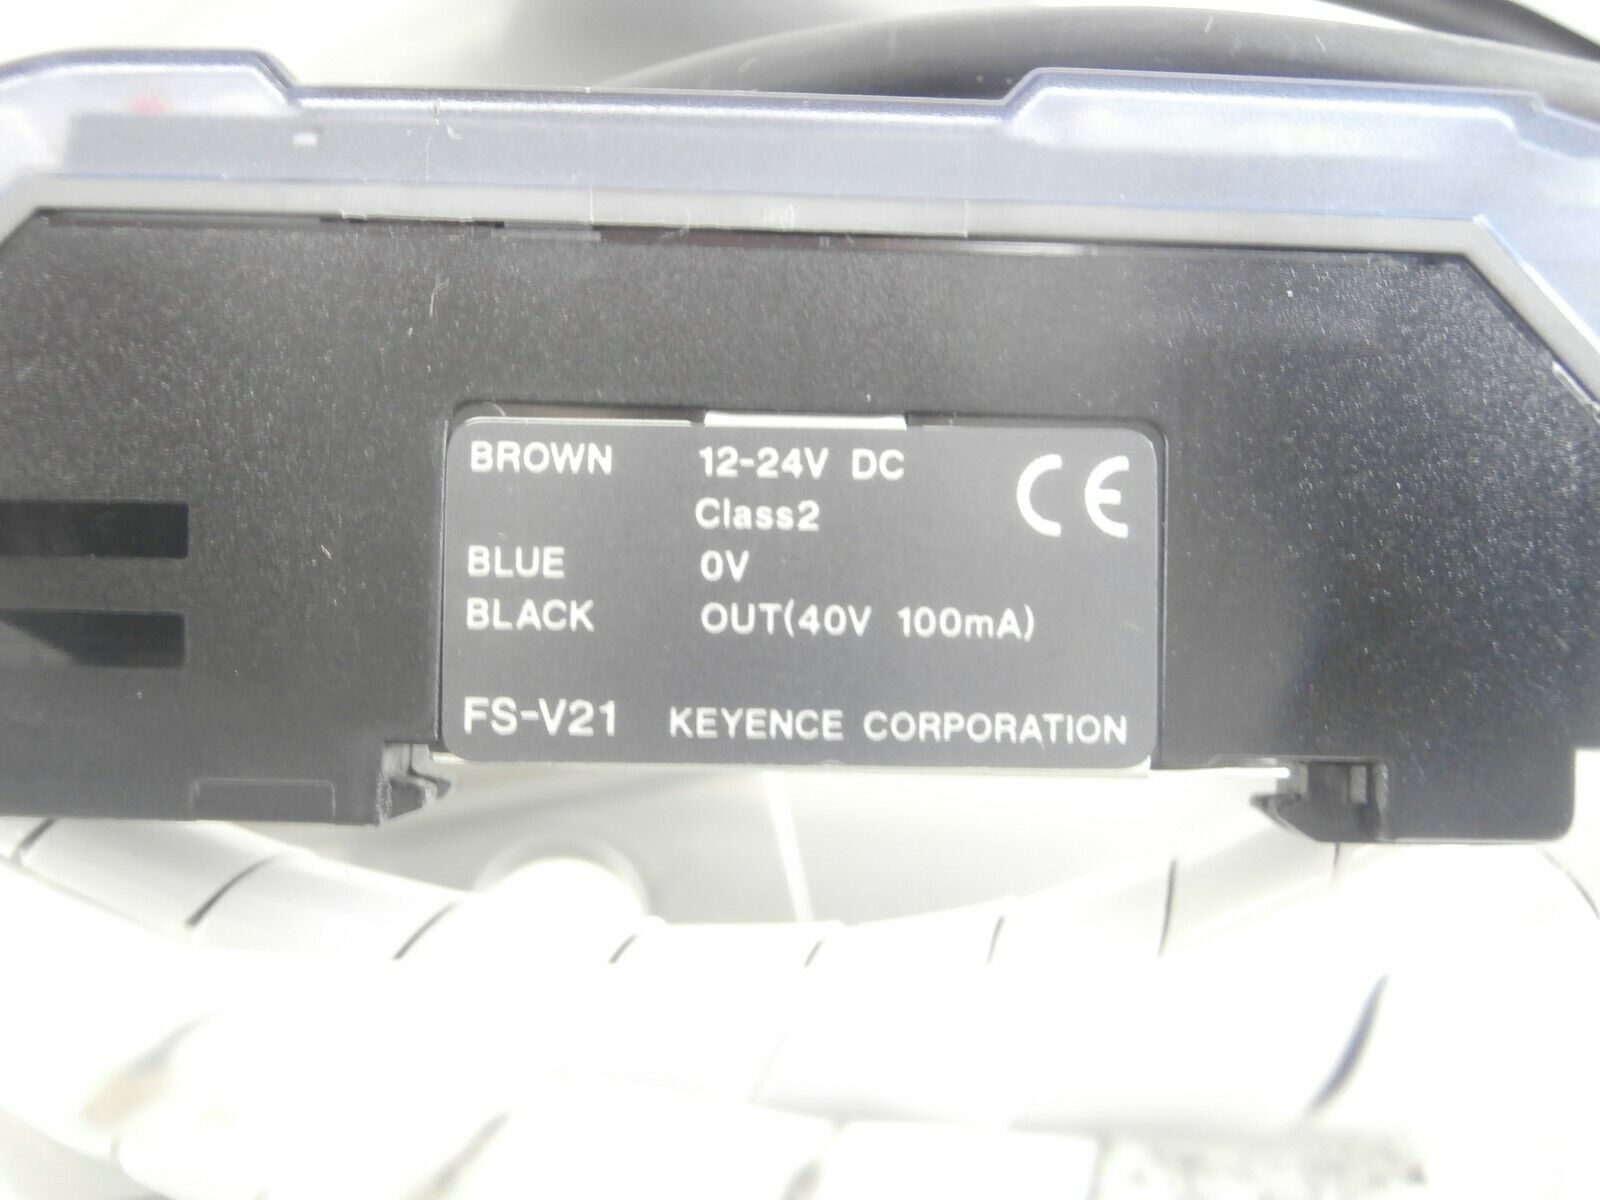 BROWN 12-24V DC
Class2
BLUE 0V
BLACK OUT(40V 100mA)
FS-V21 KEYENCE CORPORATION
CE